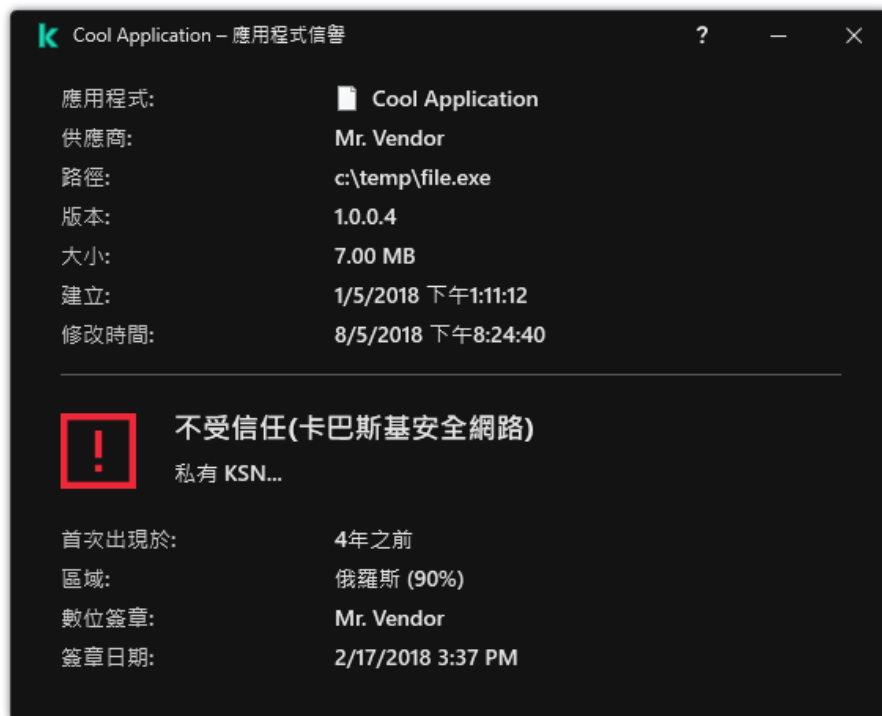 Cool Application – 應用程式信譽
應用程式: Cool Application
供應商: Mr. Vendor
路徑: c:\temp\file.exe
版本: 1.0.0.4
大小: 7.00 MB
建立: 1/5/2018 下午1:11:12
修改時間: 8/5/2018 下午8:24:40
不受信任(卡巴斯基安全網路)
私有 KSN...
首次出現於: 4年之前
區域: 俄羅斯 (90%)
數位簽章: Mr. Vendor
簽章日期: 2/17/2018 3:37 PM